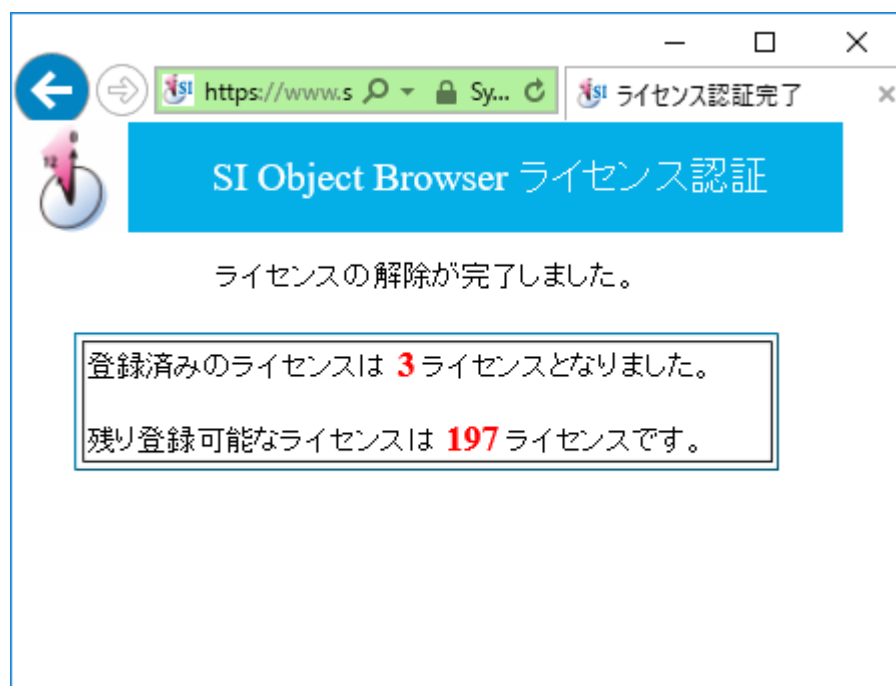 https://www.s
Sy...
SI ライセンス認証完了
SI Object Browser ライセンス認証
ライセンスの解除が完了しました。
登録済みのライセンスは 3 ライセンスとなりました。
残り登録可能なライセンスは 197 ライセンスです。